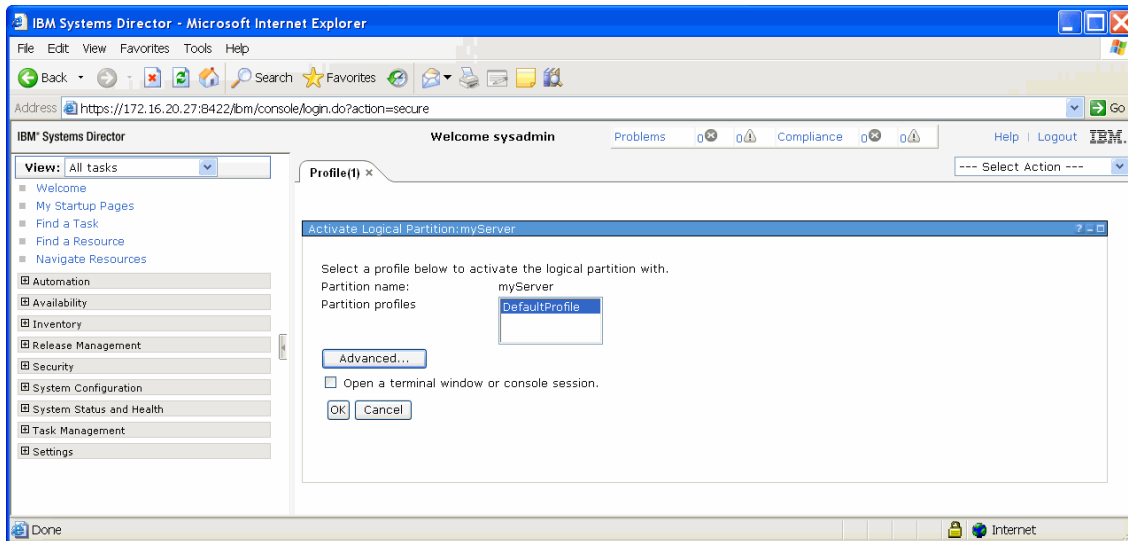 IBM Systems Director - Microsoft Internet Explorer
File Edit View Favorites Tools Help
Back Search Favorites
Address https://172.16.20.27:8422/ibm/console/login.do?action=secure Go
IBM® Systems Director Welcome sysadmin Problems 0 0 Compliance 0 0 Help | Logout IBM.
View: All tasks
Profile(1) × --- Select Action ---
Welcome
My Startup Pages
Find a Task
Find a Resource
Navigate Resources
Automation
Availability
Inventory
Release Management
Security
System Configuration
System Status and Health
Task Management
Settings
Activate Logical Partition:myServer ? – □
Select a profile below to activate the logical partition with.
Partition name: myServer
Partition profiles DefaultProfile
Advanced...
Open a terminal window or console session.
OK Cancel
Done Internet